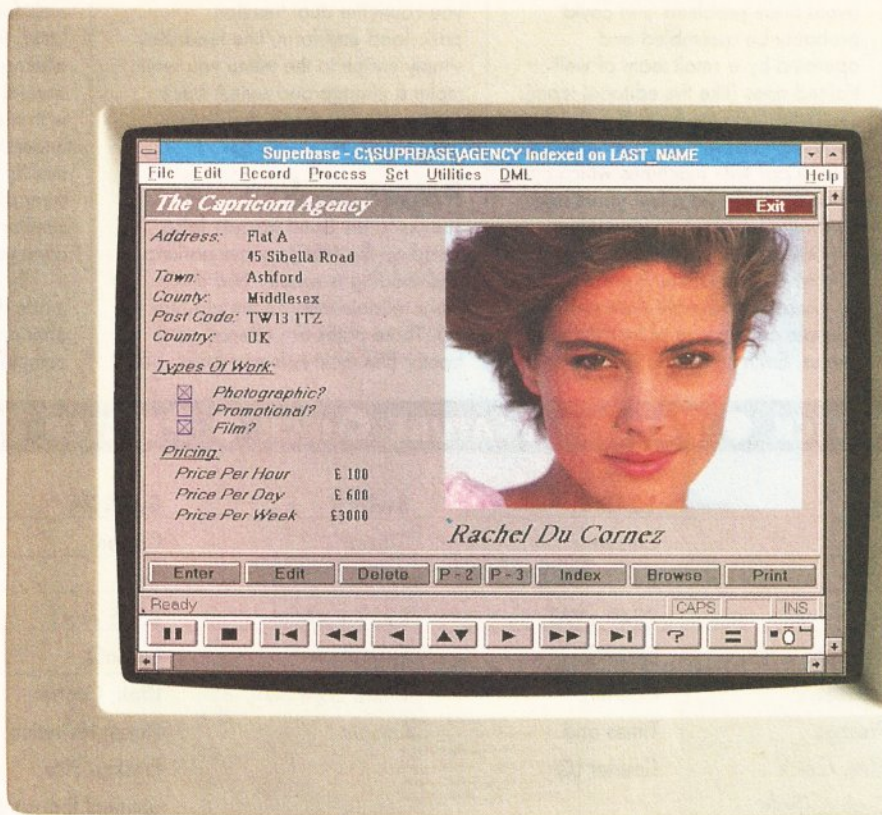 Superbase - C:\SUPRBASE\AGENCY Indexed on LAST_NAME
File Edit Record Process Set Utilities DML Help
The Capricorn Agency Exit
Address: Flat A
45 Sibella Road
Town: Ashford
County: Middlesex
Post Code: TW13 1TZ
Country: UK
Types Of Work:
Photographic?
Promotional?
Film?
Pricing:
Price Per Hour £ 100
Price Per Day £ 600
Price Per Week £3000
Rachel Du Cornez
Enter Edit Delete P - 2 P - 3 Index Browse Print
Ready CAPS INS